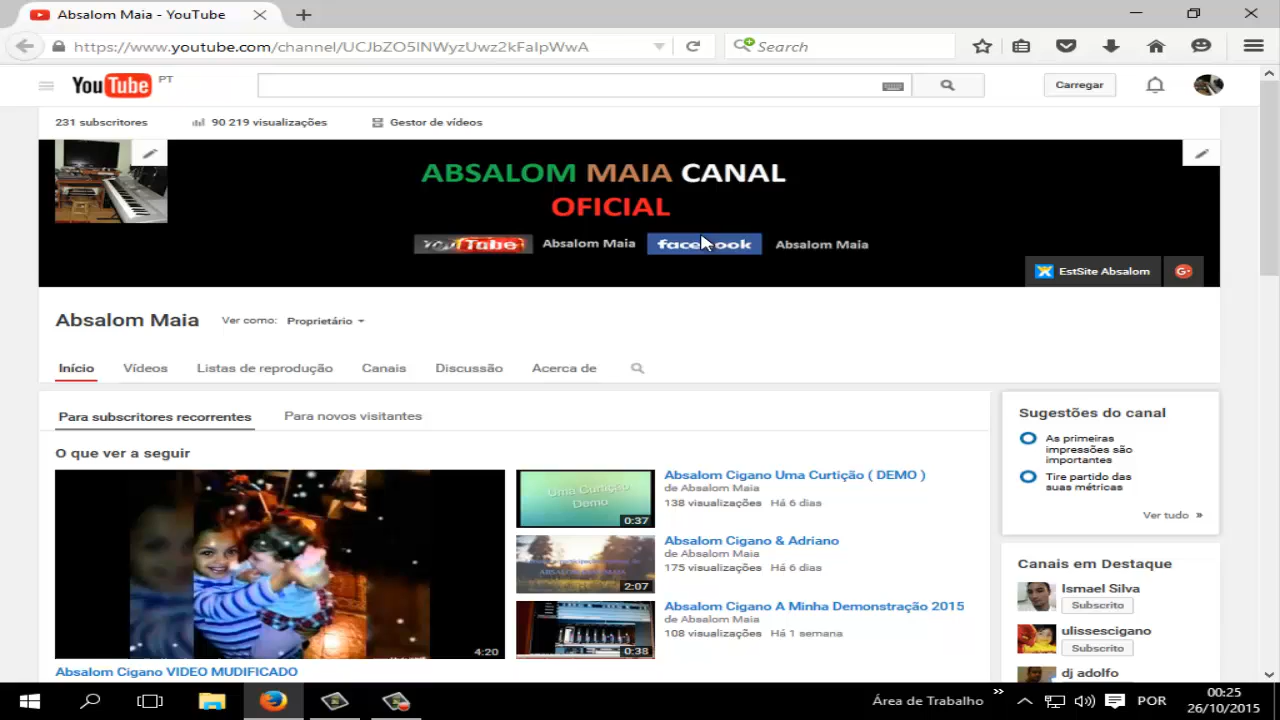 Absalom Maia - YouTube
https://www.youtube.com/channel/UCJbZO5INWyzUwz2kFaIpWwA
Search
YouTube PT
Carregar
231 subscritores
90 219 visualizações
Gestor de vídeos
ABSALOM MAIA CANAL
OFICIAL
YouTube Absalom Maia facebook Absalom Maia
EstSite Absalom
G+
Absalom Maia
Ver como: Proprietário
Início Vídeos Listas de reprodução Canais Discussão Acerca de
Para subscritores recorrentes Para novos visitantes
O que ver a seguir
4:20
Absalom Cigano VIDEO MUDIFICADO
Uma Curtição
Demo
0:37
Absalom Cigano Uma Curtição ( DEMO )
de Absalom Maia
138 visualizações Há 6 dias
ABSALOM MAIA
2:07
Absalom Cigano & Adriano
de Absalom Maia
175 visualizações Há 6 dias
0:38
Absalom Cigano A Minha Demonstração 2015
de Absalom Maia
108 visualizações Há 1 semana
Sugestões do canal
As primeiras
impressões são
importantes
Tire partido das
suas métricas
Ver tudo »
Canais em Destaque
Ismael Silva
Subscrito
ulissescigano
Subscrito
dj adolfo
Área de Trabalho
POR
00:25
26/10/2015